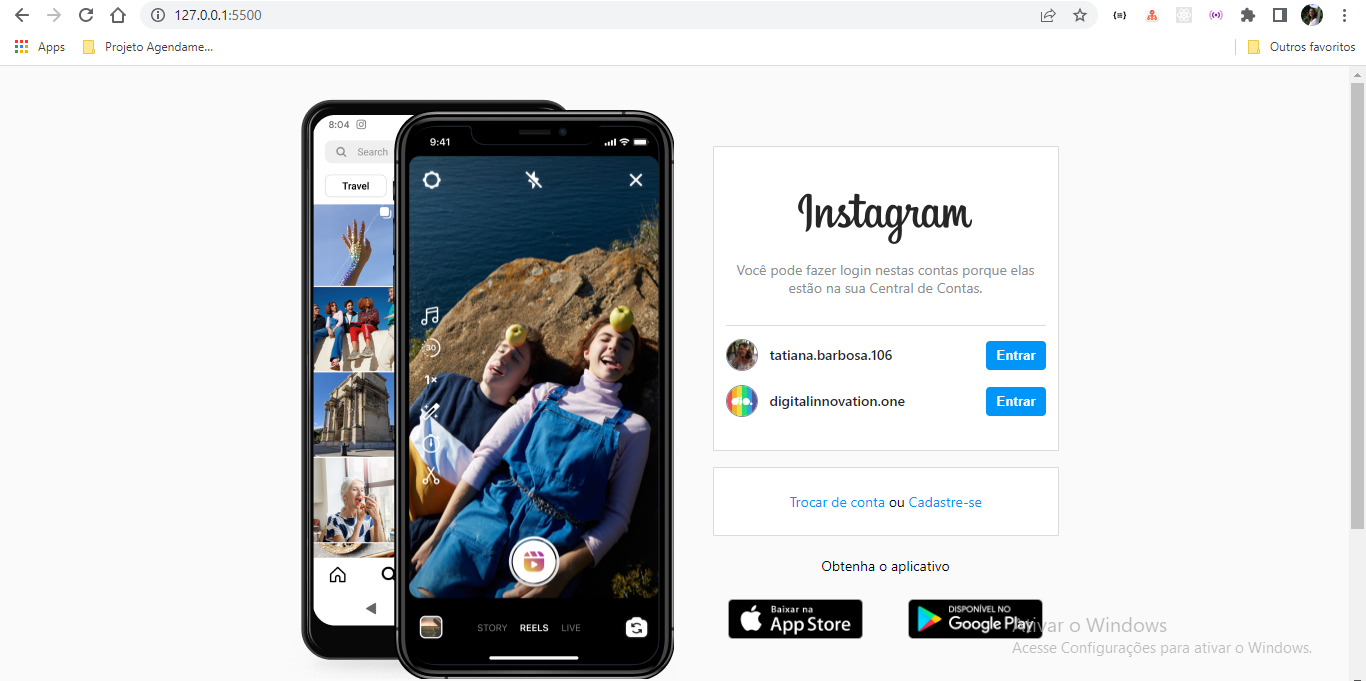 127.0.0.1:5500
Apps
Projeto Agendame...
Outros favoritos
8:04
Search
Travel
9:41
30
1x
STORY REELS LIVE
Instagram
Você pode fazer login nestas contas porque elas
estão na sua Central de Contas.
tatiana.barbosa.106
Entrar
dio.
digitalinnovation.one
Entrar
Trocar de conta ou Cadastre-se
Obtenha o aplicativo
Baixar na
App Store
DISPONÍVEL NO
Google Play
Ativar o Windows
Acesse Configurações para ativar o Windows.